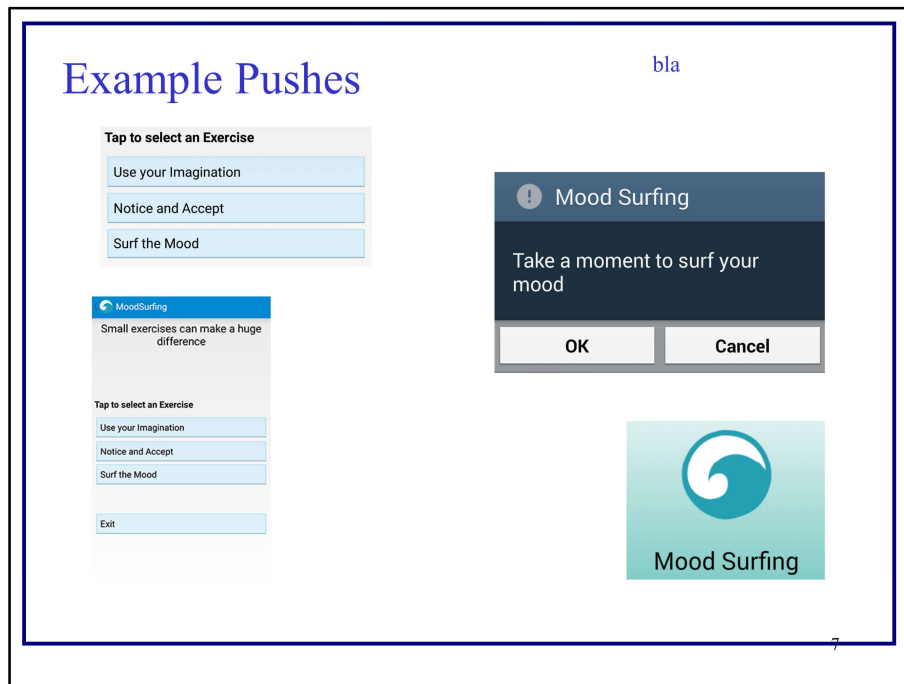 Example Pushes
bla
Tap to select an Exercise
Use your Imagination
Notice and Accept
Surf the Mood
MoodSurfing
Small exercises can make a huge
difference
Tap to select an Exercise
Use your Imagination
Notice and Accept
Surf the Mood
Exit
Mood Surfing
Take a moment to surf your
mood
OK
Cancel
Mood Surfing
7